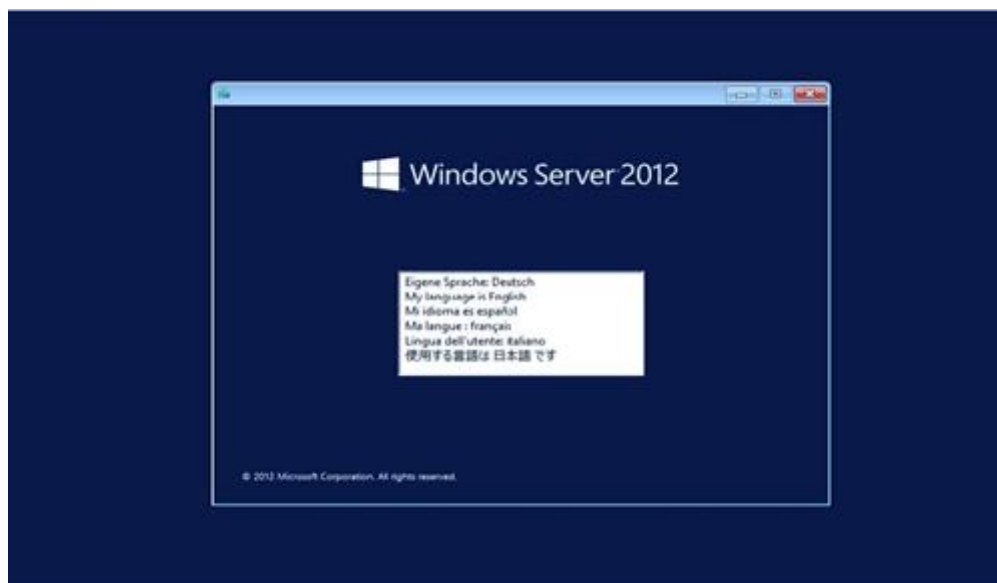 Windows Server 2012
Eigene Sprache: Deutsch
My language is English
Mi idioma es español
Ma langue : français
Lingua dell'utente: italiano
使用する言語は 日本語 です
© 2012 Microsoft Corporation. All rights reserved.